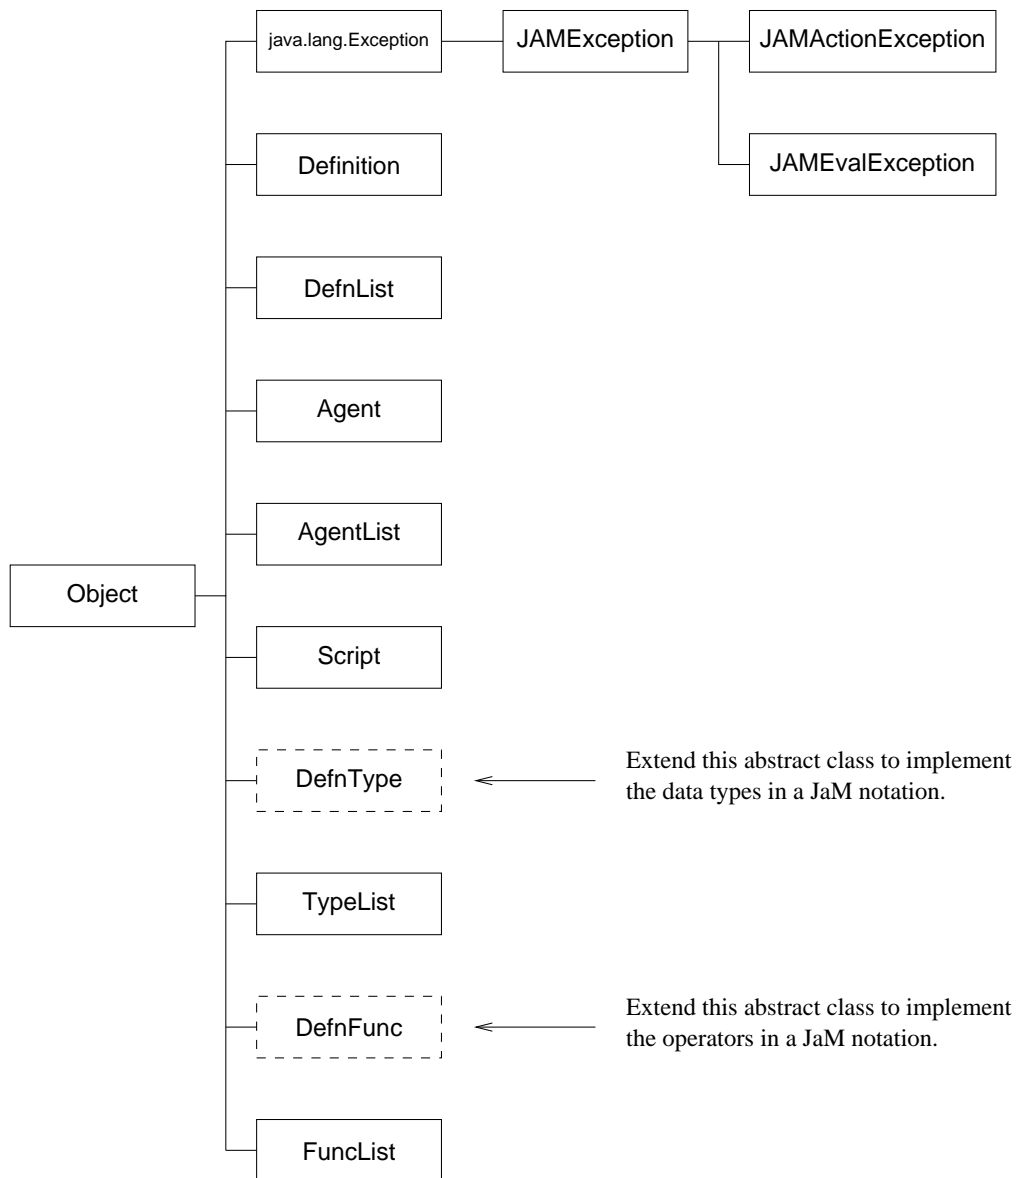 java.lang.Exception
JAMException
JAMActionException
Definition
JAMEvalException
DefnList
Agent
AgentList
Object
Script
DefnType
Extend this abstract class to implement
the data types in a JaM notation.
TypeList
DefnFunc
Extend this abstract class to implement
the operators in a JaM notation.
FuncList